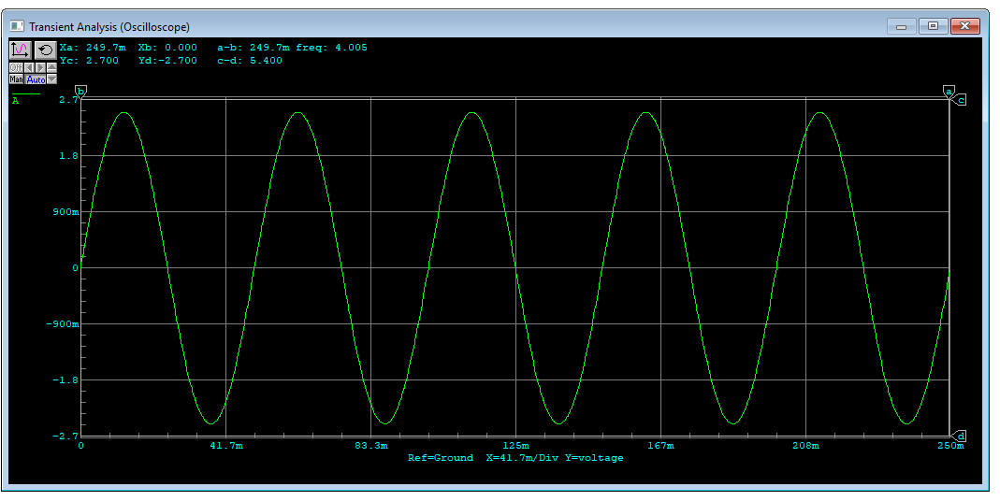 Transient Analysis (Oscilloscope)
Xa: 249.7m Xb: 0.000 a-b: 249.7m freq: 4.005
Yc: 2.700 Yd:-2.700 c-d: 5.400
Off
Man Auto
A
b
a
c
2.7
1.8
900m
0
-900m
-1.8
-2.7
d
0 41.7m 83.3m 125m 167m 208m 250m
Ref=Ground X=41.7m/Div Y=voltage